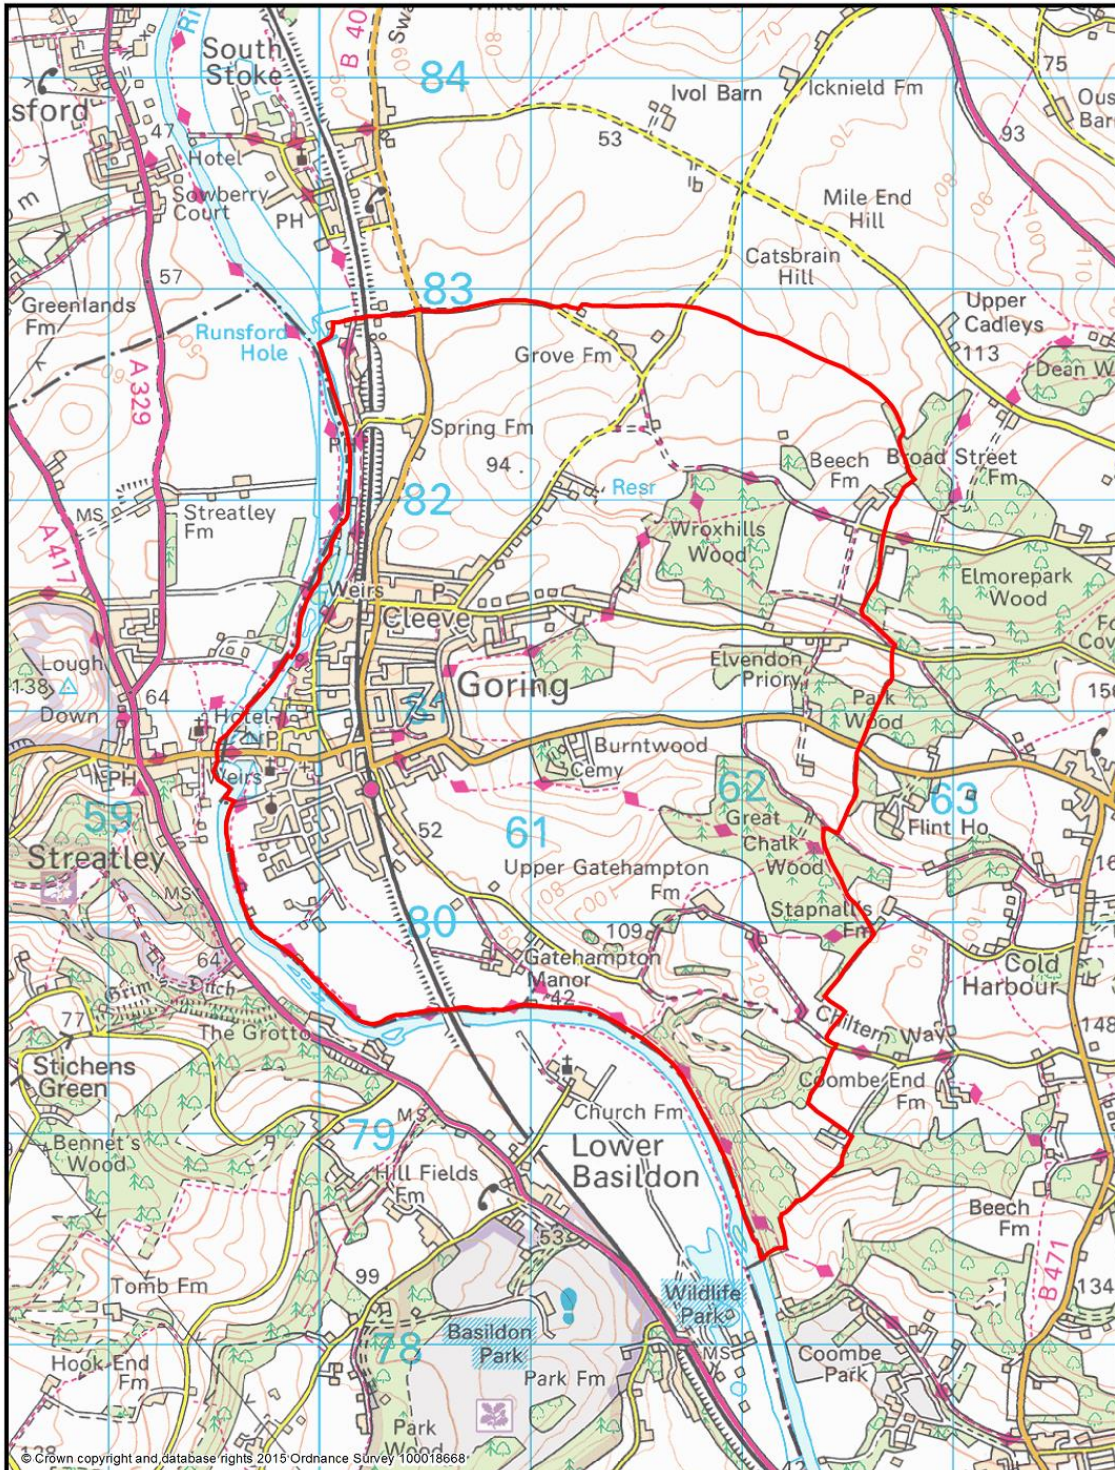 White Hill
B 40
South
Stoke
84
75
Ivol Barn
Icknield Fm
53
93
47
Hotel
Sowberry
Court
PH
Mile End
Hill
Catsbrain
Hill
57
83
Greenlands
Fm
Runsford
Hole
Upper
Cadleys
113
Grove Fm
A 329
Spring Fm
94
Beech
Fm
Broad Street
Fm
Resr
82
MS
Streatley
Fm
Wroxhills
Wood
A417
Elmorepark
Wood
Weirs
P
Cleeve
Lough
Down
138
64
Elvendon
Priory
Goring
Park
Wood
Hotel
P
Burntwood
Cemy
PH
Weirs
59
62
63
Great
Chalk
Wood
Flint Ho
52
61
Streatley
MS
Upper Gatehampton
Fm
Stapnall's
Fm
80
109
64
Gatehampton
Manor
42
Cold
Harbour
Grim's Ditch
77
The Grotto
Chiltern Way
148
Stichens
Green
Coombe End
Fm
MS
Church Fm
79
Bennet's
Wood
Lower
Basildon
Hill Fields
Fm
Beech
Fm
53
B471
Tomb Fm
99
Wildlife
Park
134
78
Basildon
Park
MS
Hook End
Fm
Park Fm
Coombe
Park
Park
Wood
© Crown copyright and database rights 2015 Ordnance Survey 100018668